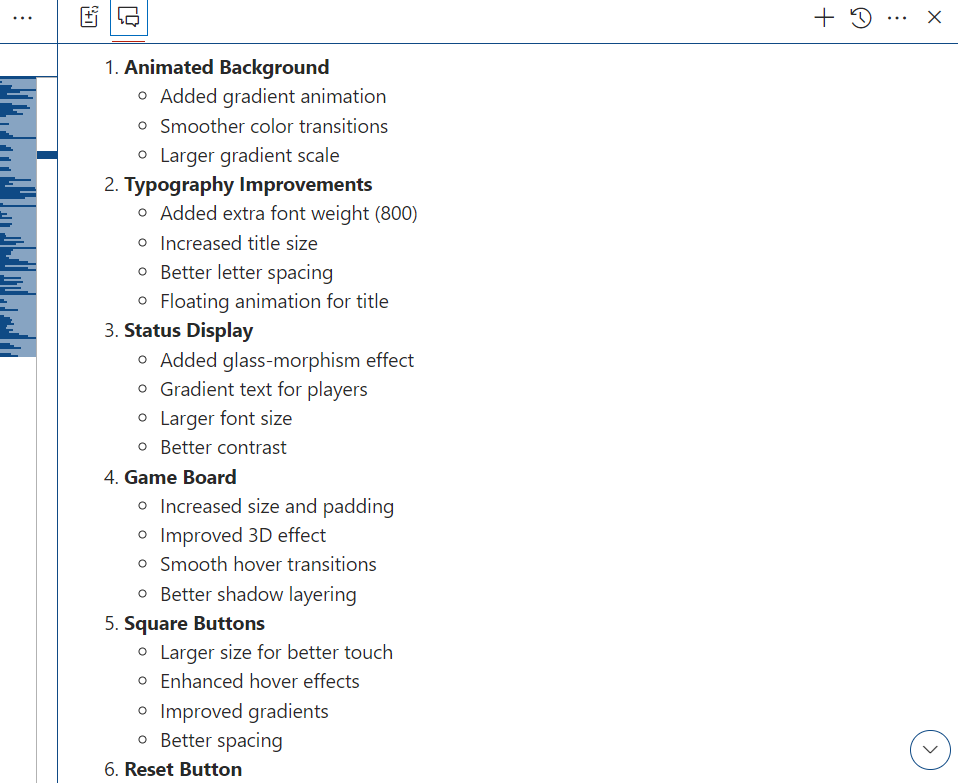 1. Animated Background
Added gradient animation
Smoother color transitions
Larger gradient scale
2. Typography Improvements
Added extra font weight (800)
Increased title size
Better letter spacing
Floating animation for title
3. Status Display
Added glass-morphism effect
Gradient text for players
Larger font size
Better contrast
4. Game Board
Increased size and padding
Improved 3D effect
Smooth hover transitions
Better shadow layering
5. Square Buttons
Larger size for better touch
Enhanced hover effects
Improved gradients
Better spacing
6. Reset Button